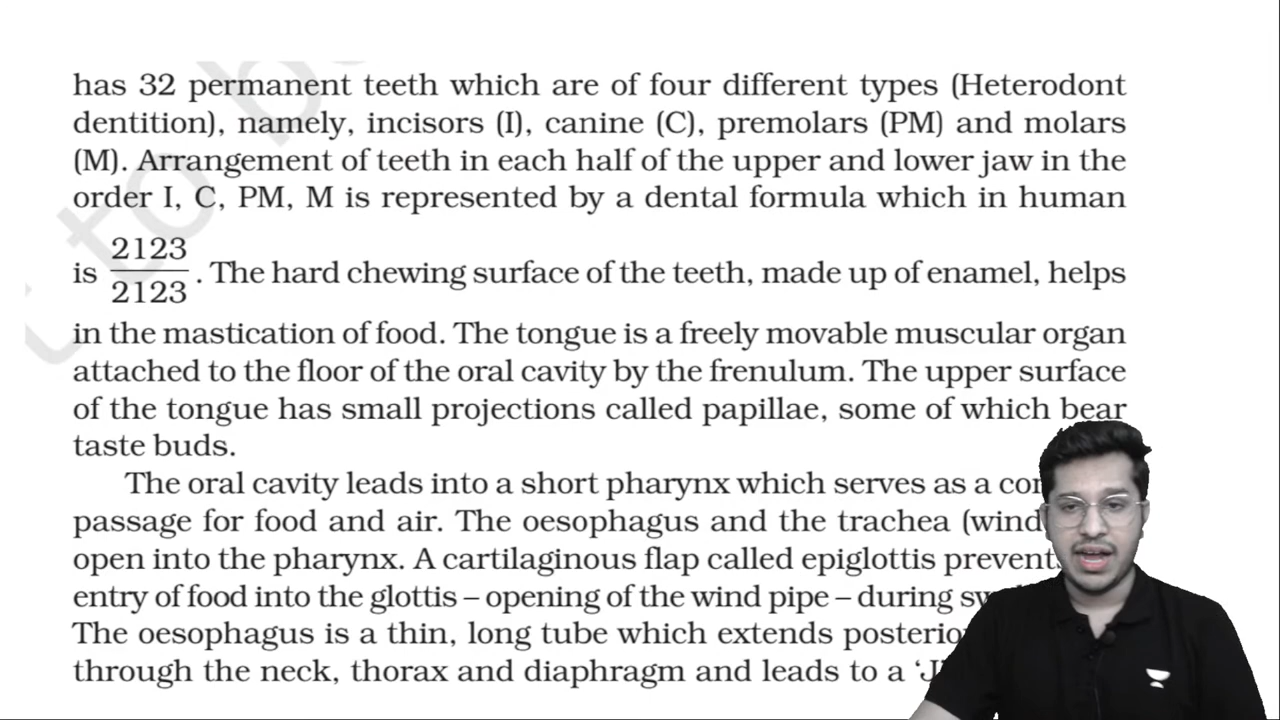 has 32 permanent teeth which are of four different types (Heterodont
dentition), namely, incisors (I), canine (C), premolars (PM) and molars
(M). Arrangement of teeth in each half of the upper and lower jaw in the
order I, C, PM, M is represented by a dental formula which in human
is 2123/2123 . The hard chewing surface of the teeth, made up of enamel, helps
in the mastication of food. The tongue is a freely movable muscular organ
attached to the floor of the oral cavity by the frenulum. The upper surface
of the tongue has small projections called papillae, some of which bear
taste buds.
The oral cavity leads into a short pharynx which serves as a
passage for food and air. The oesophagus and the trachea (wind
open into the pharynx. A cartilaginous flap called epiglottis prevents
entry of food into the glottis – opening of the wind pipe – during
The oesophagus is a thin, long tube which extends
through the neck, thorax and diaphragm and leads to a ‘J